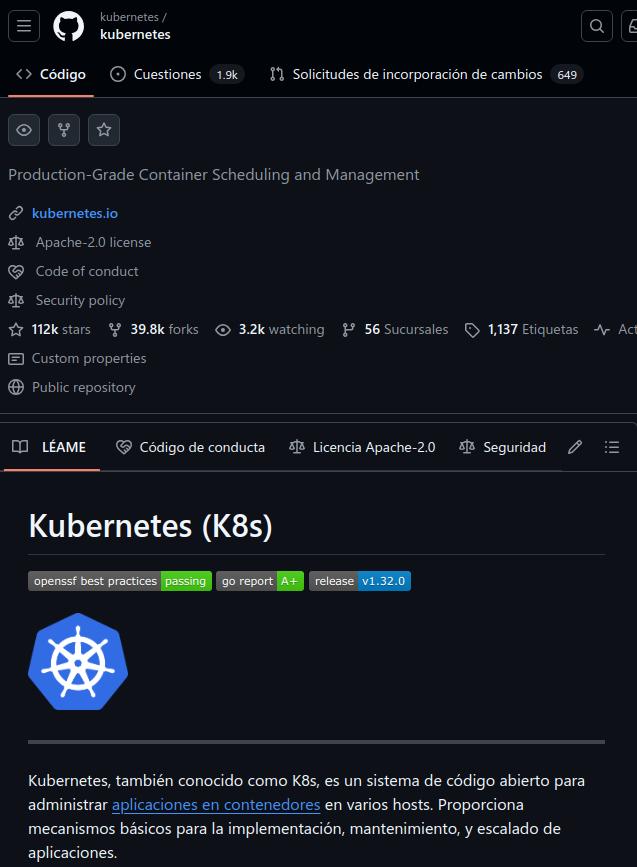 kubernetes /
kubernetes
Código
Cuestiones 1.9k
Solicitudes de incorporación de cambios 649
Production-Grade Container Scheduling and Management
kubernetes.io
Apache-2.0 license
Code of conduct
Security policy
112k stars 39.8k forks 3.2k watching 56 Sucursales 1,137 Etiquetas Act
Custom properties
Public repository
LÉAME Código de conducta Licencia Apache-2.0 Seguridad
Kubernetes (K8s)
openssf best practices passing go report A+ release v1.32.0
Kubernetes, también conocido como K8s, es un sistema de código abierto para
administrar aplicaciones en contenedores en varios hosts. Proporciona
mecanismos básicos para la implementación, mantenimiento, y escalado de
aplicaciones.